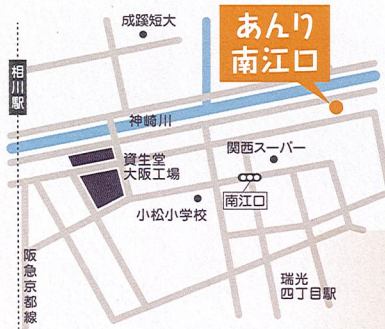 成蹊短大
あんり
南江口
相川駅
神崎川
資生堂
大阪工場
関西スーパー
南江口
小松小学校
阪急京都線
瑞光
四丁目駅